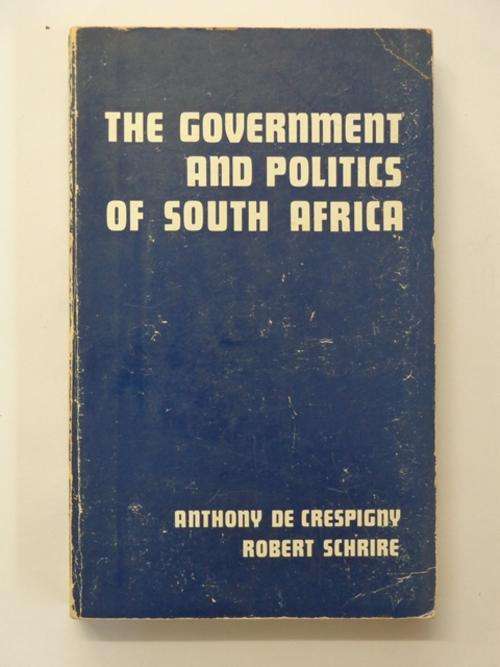 THE GOVERNMENT
AND POLITICS
OF SOUTH AFRICA
ANTHONY DE CRESPIGNY
ROBERT SCHRIRE